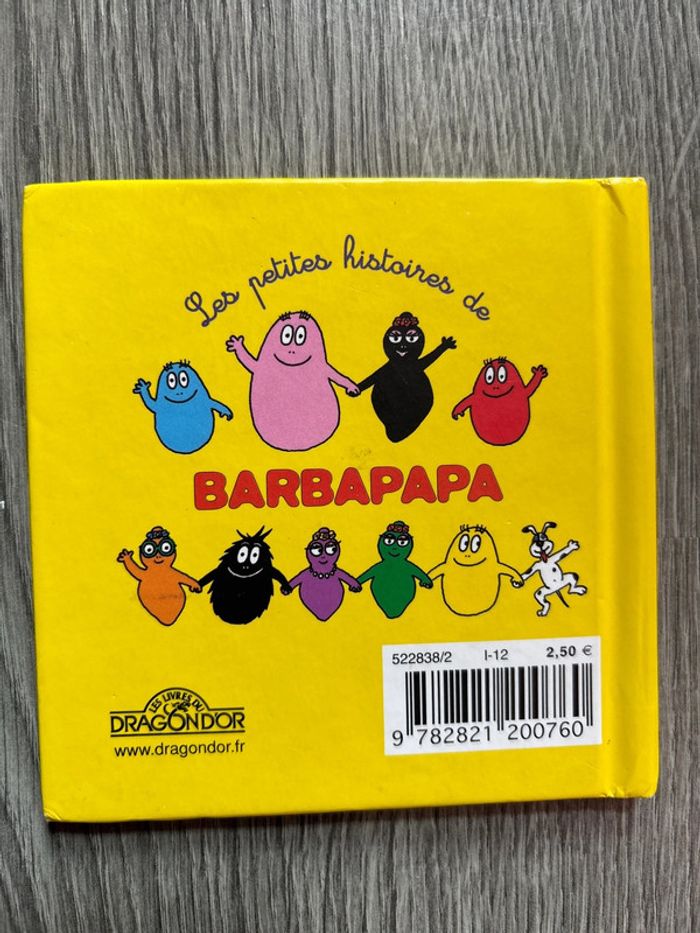 Les petites histoires de
BARBAPAPA
522838/2 I-12 2,50 €
9 782821 200760
LES LIVRES DU
DRAGON D'OR
www.dragondor.fr